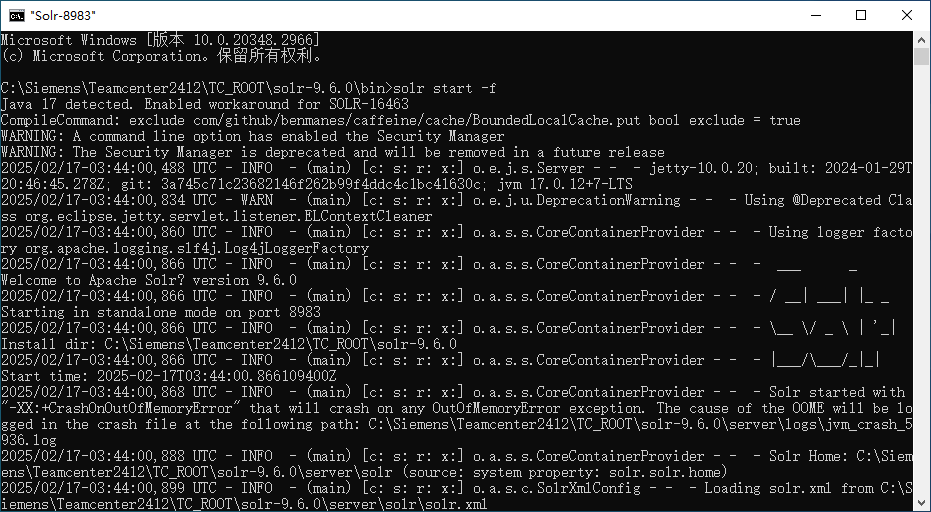 "Solr-8983"
Microsoft Windows [版本 10.0.20348.2966]
(c) Microsoft Corporation。保留所有权利。
C:\Siemens\Teamcenter2412\TC_ROOT\solr-9.6.0\bin>solr start -f
Java 17 detected. Enabled workaround for SOLR-16463
CompileCommand: exclude com/github/benmanes/caffeine/cache/BoundedLocalCache.put bool exclude = true
WARNING: A command line option has enabled the Security Manager
WARNING: The Security Manager is deprecated and will be removed in a future release
2025/02/17-03:44:00,488 UTC - INFO  - (main) [c: s: r: x:] o.e.j.s.Server - - - jetty-10.0.20; built: 2024-01-29T
20:46:45.278Z; git: 3a745c71c23682146f262b99f4ddc4c1bc41630c; jvm 17.0.12+7-LTS
2025/02/17-03:44:00,834 UTC - WARN  - (main) [c: s: r: x:] o.e.j.u.DeprecationWarning - - - Using @Deprecated Cla
ss org.eclipse.jetty.servlet.listener.ELContextCleaner
2025/02/17-03:44:00,860 UTC - INFO  - (main) [c: s: r: x:] o.a.s.s.CoreContainerProvider - - - Using logger facto
ry org.apache.logging.slf4j.Log4jLoggerFactory
2025/02/17-03:44:00,866 UTC - INFO  - (main) [c: s: r: x:] o.a.s.s.CoreContainerProvider - - -  ___      _
Welcome to Apache Solr? version 9.6.0
2025/02/17-03:44:00,866 UTC - INFO  - (main) [c: s: r: x:] o.a.s.s.CoreContainerProvider - - - / __| ___| |_ _
Starting in standalone mode on port 8983
2025/02/17-03:44:00,866 UTC - INFO  - (main) [c: s: r: x:] o.a.s.s.CoreContainerProvider - - - \__ \/ _ \ | '_|
Install dir: C:\Siemens\Teamcenter2412\TC_ROOT\solr-9.6.0
2025/02/17-03:44:00,866 UTC - INFO  - (main) [c: s: r: x:] o.a.s.s.CoreContainerProvider - - - |___/\___/_|_|
Start time: 2025-02-17T03:44:00.866109400Z
2025/02/17-03:44:00,868 UTC - INFO  - (main) [c: s: r: x:] o.a.s.s.CoreContainerProvider - - - Solr started with
"-XX:+CrashOnOutOfMemoryError" that will crash on any OutOfMemoryError exception. The cause of the OOME will be lo
gged in the crash file at the following path: C:\Siemens\Teamcenter2412\TC_ROOT\solr-9.6.0\server\logs\jvm_crash_5
936.log
2025/02/17-03:44:00,888 UTC - INFO  - (main) [c: s: r: x:] o.a.s.s.CoreContainerProvider - - - Solr Home: C:\Siem
ens\Teamcenter2412\TC_ROOT\solr-9.6.0\server\solr (source: system property: solr.solr.home)
2025/02/17-03:44:00,899 UTC - INFO  - (main) [c: s: r: x:] o.a.s.c.SolrXmlConfig - - - Loading solr.xml from C:\S
iemens\Teamcenter2412\TC_ROOT\solr-9.6.0\server\solr\solr.xml